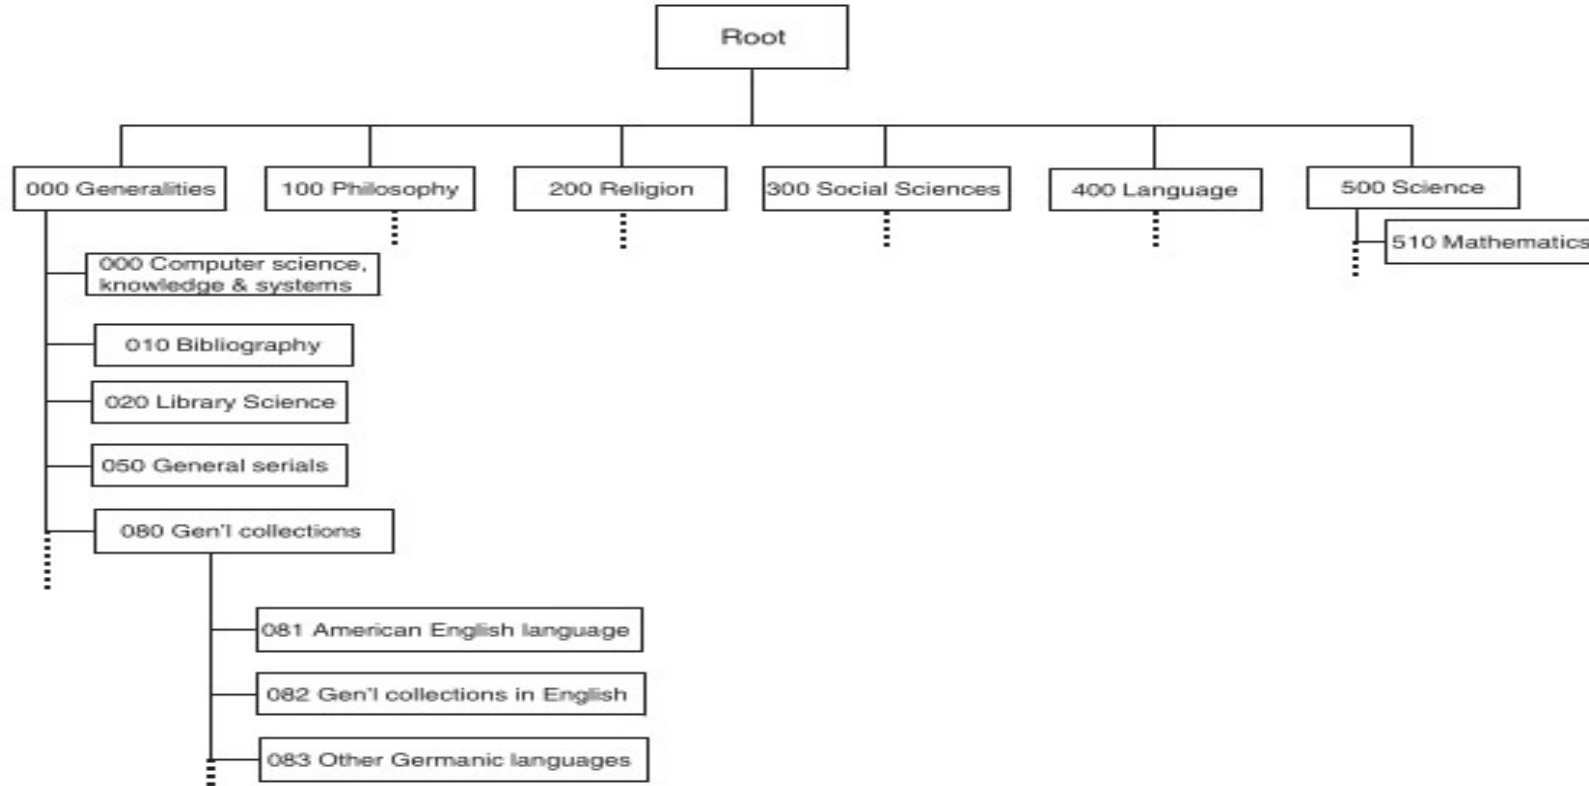 Root
000 Generalities
100 Philosophy
200 Religion
300 Social Sciences
400 Language
500 Science
510 Mathematics
000 Computer science,
knowledge & systems
010 Bibliography
020 Library Science
050 General serials
080 Gen'l collections
081 American English language
082 Gen'l collections in English
083 Other Germanic languages